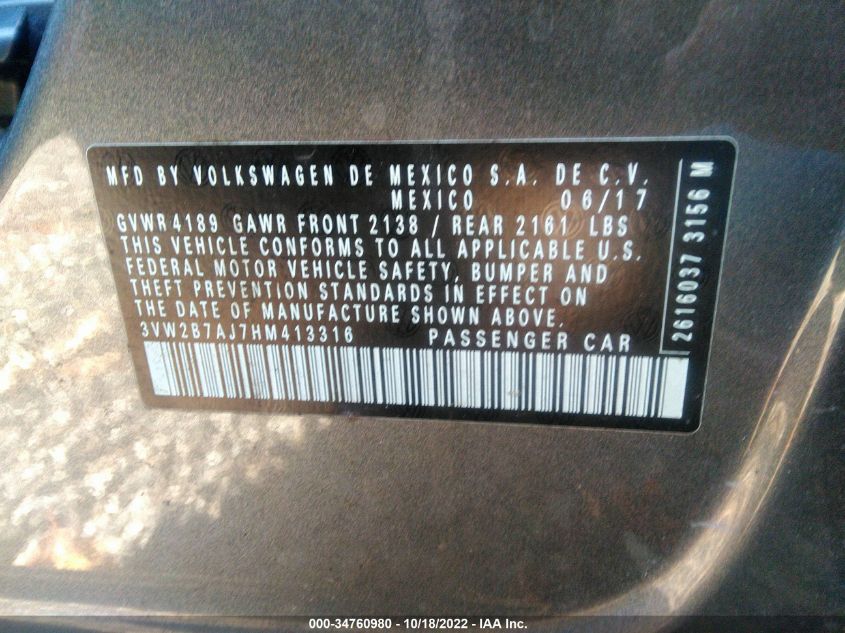 MFD BY VOLKSWAGEN DE MEXICO S.A. DE C.V.
MEXICO 06/17
GVWR 4189 GAWR FRONT 2138 / REAR 2161 LBS
THIS VEHICLE CONFORMS TO ALL APPLICABLE U.S.
FEDERAL MOTOR VEHICLE SAFETY, BUMPER AND
THEFT PREVENTION STANDARDS IN EFFECT ON
THE DATE OF MANUFACTURE SHOWN ABOVE.
3VW2B7AJ7HM413316 PASSENGER CAR
2616037 3156 M
000-34760980 - 10/18/2022 - IAA Inc.